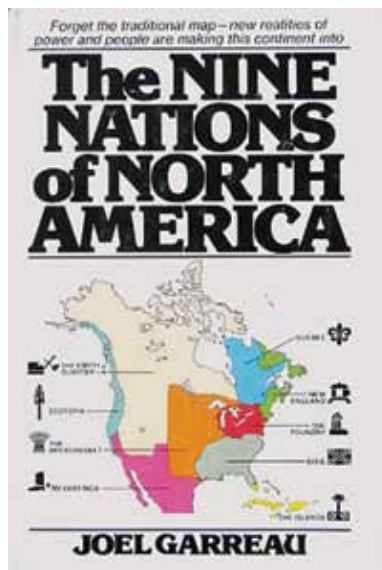 Forget the traditional map – new realities of
power and people are making this continent into
The NINE
NATIONS
of NORTH
AMERICA
QUEBEC
THE EMPTY
QUARTER
NEW
ENGLAND
ECOTOPIA
THE
FOUNDRY
THE
BREADBASKET
DIXIE
MEXAMERICA
THE ISLANDS
JOEL GARREAU